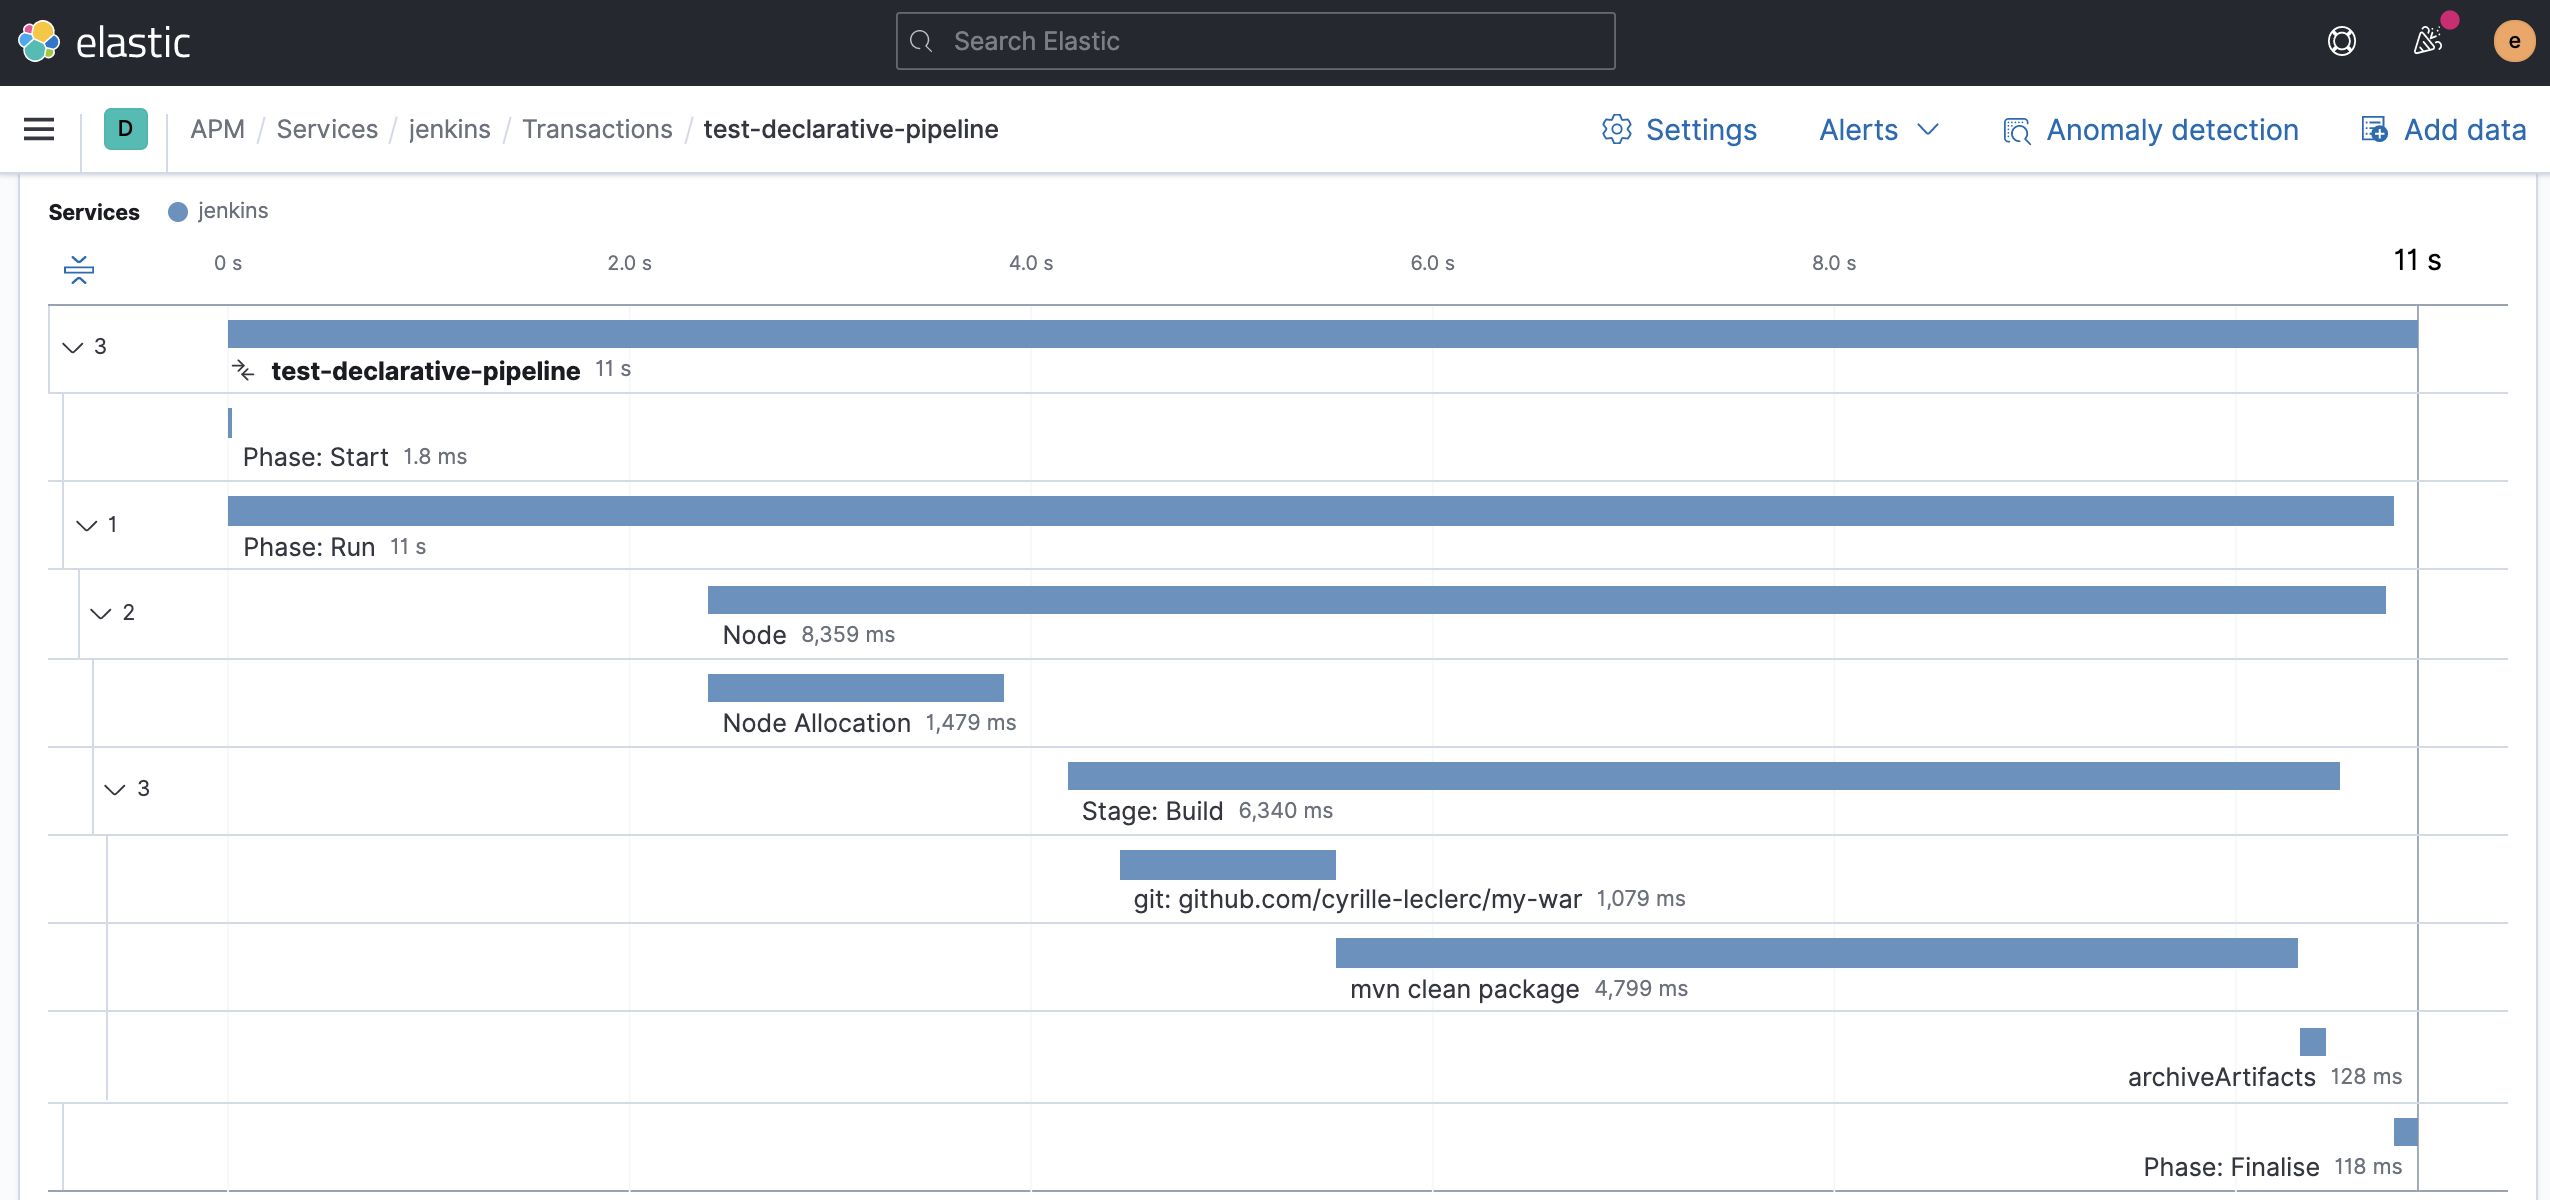 elastic
Search Elastic
e
D
APM / Services / jenkins / Transactions / test-declarative-pipeline
Settings
Alerts
Anomaly detection
Add data
Services jenkins
0 s 2.0 s 4.0 s 6.0 s 8.0 s 11 s
3
test-declarative-pipeline 11 s
Phase: Start 1.8 ms
1
Phase: Run 11 s
2
Node 8,359 ms
Node Allocation 1,479 ms
3
Stage: Build 6,340 ms
git: github.com/cyrille-leclerc/my-war 1,079 ms
mvn clean package 4,799 ms
archiveArtifacts 128 ms
Phase: Finalise 118 ms